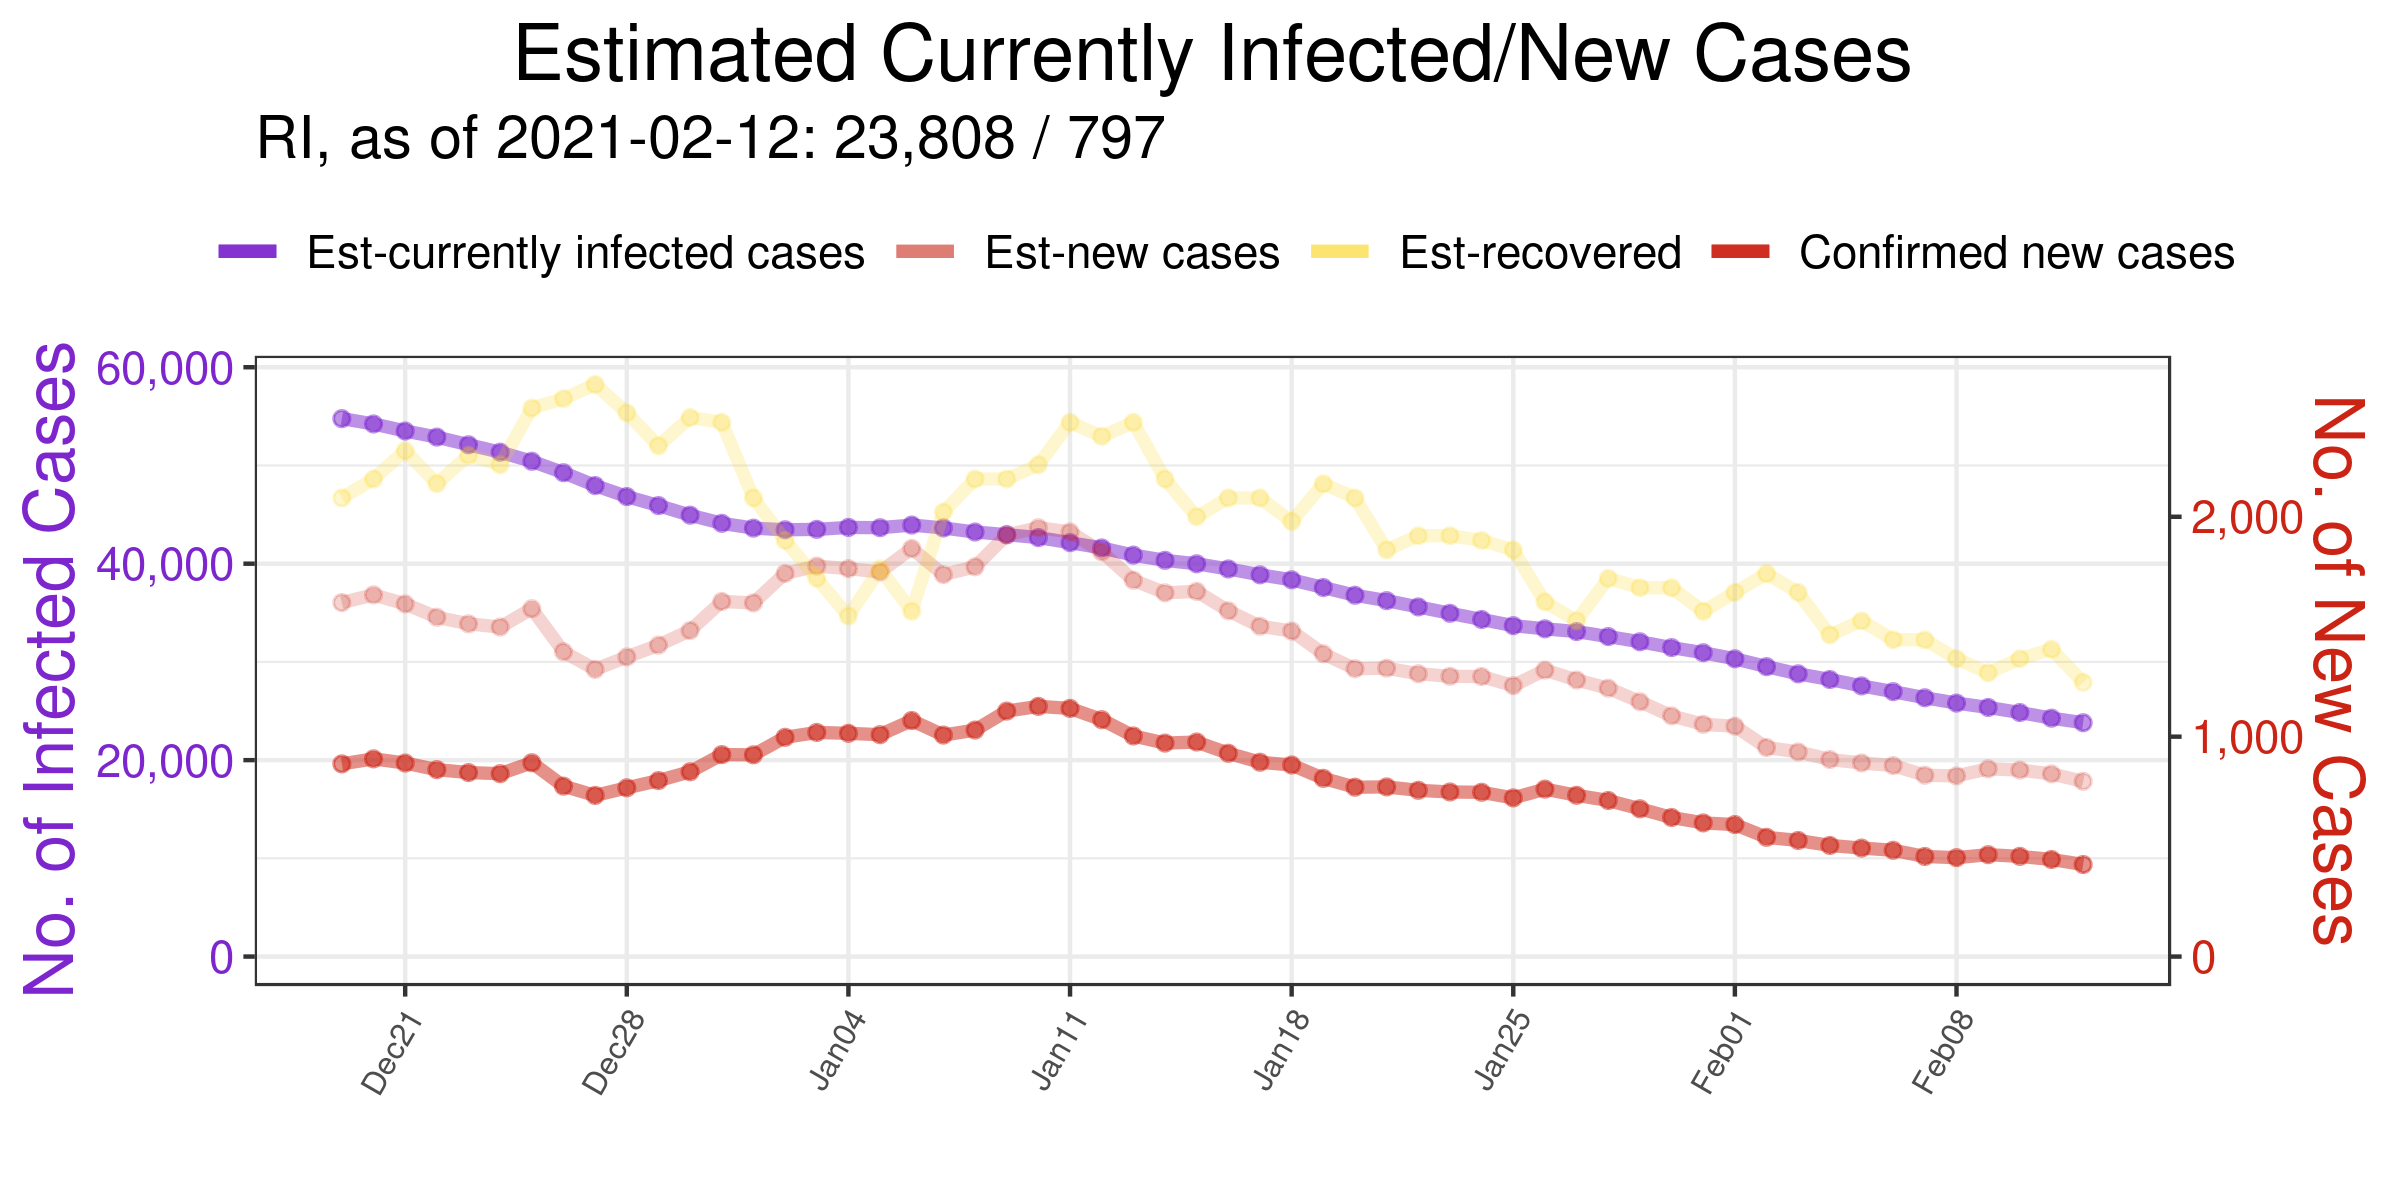 Estimated Currently Infected/New Cases
RI, as of 2021-02-12: 23,808 / 797
Est-currently infected cases Est-new cases Est-recovered Confirmed new cases
No. of Infected Cases
60,000
40,000
20,000
0
No. of New Cases
2,000
1,000
0
Dec21 Dec28 Jan04 Jan11 Jan18 Jan25 Feb01 Feb08